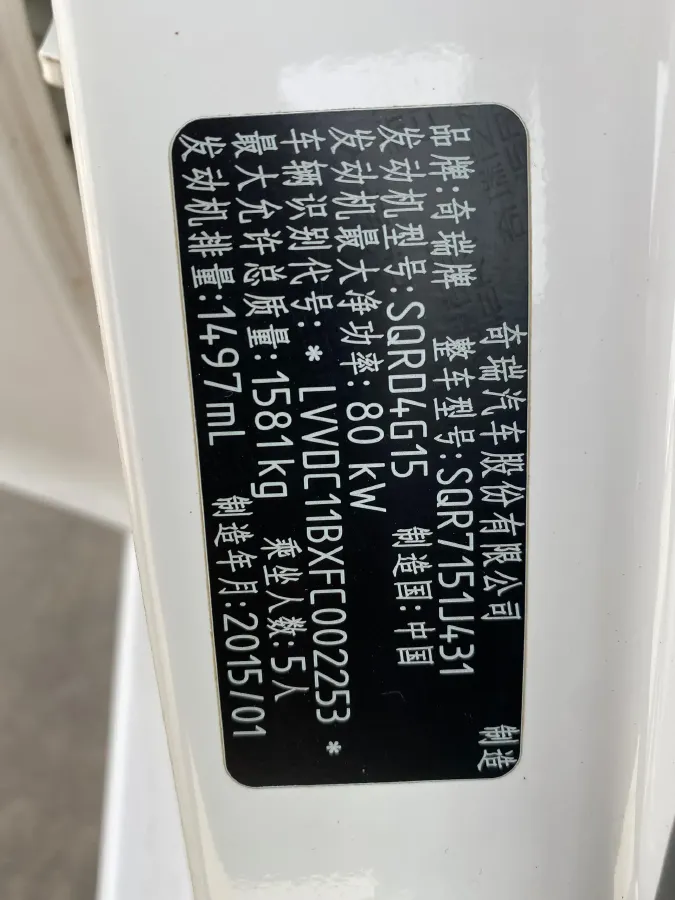 奇瑞汽车股份有限公司 制造
品牌:奇瑞牌 整车型号:SQR7151J431
发动机型号:SQRD4G15 制造国:中国
发动机最大净功率:80 kW
车辆识别代号:* LVVDC11BXFC002253 *
最大允许总质量:1581kg 乘坐人数:5人
发动机排量:1497mL 制造年月:2015/01